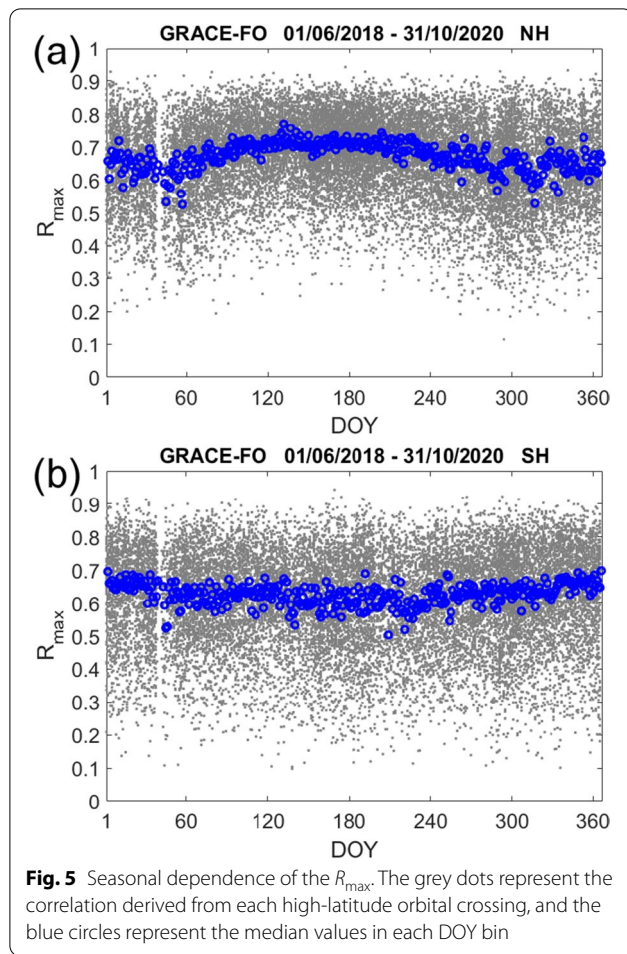 (a)
GRACE-FO 01/06/2018 - 31/10/2020 NH
1
0.9
0.8
0.7
0.6
0.5
0.4
0.3
0.2
0.1
0
R_max
1 60 120 180 240 300 360
DOY
(b)
GRACE-FO 01/06/2018 - 31/10/2020 SH
1
0.9
0.8
0.7
0.6
0.5
0.4
0.3
0.2
0.1
0
R_max
1 60 120 180 240 300 360
DOY
Fig. 5 Seasonal dependence of the R_max. The grey dots represent the
correlation derived from each high-latitude orbital crossing, and the
blue circles represent the median values in each DOY bin